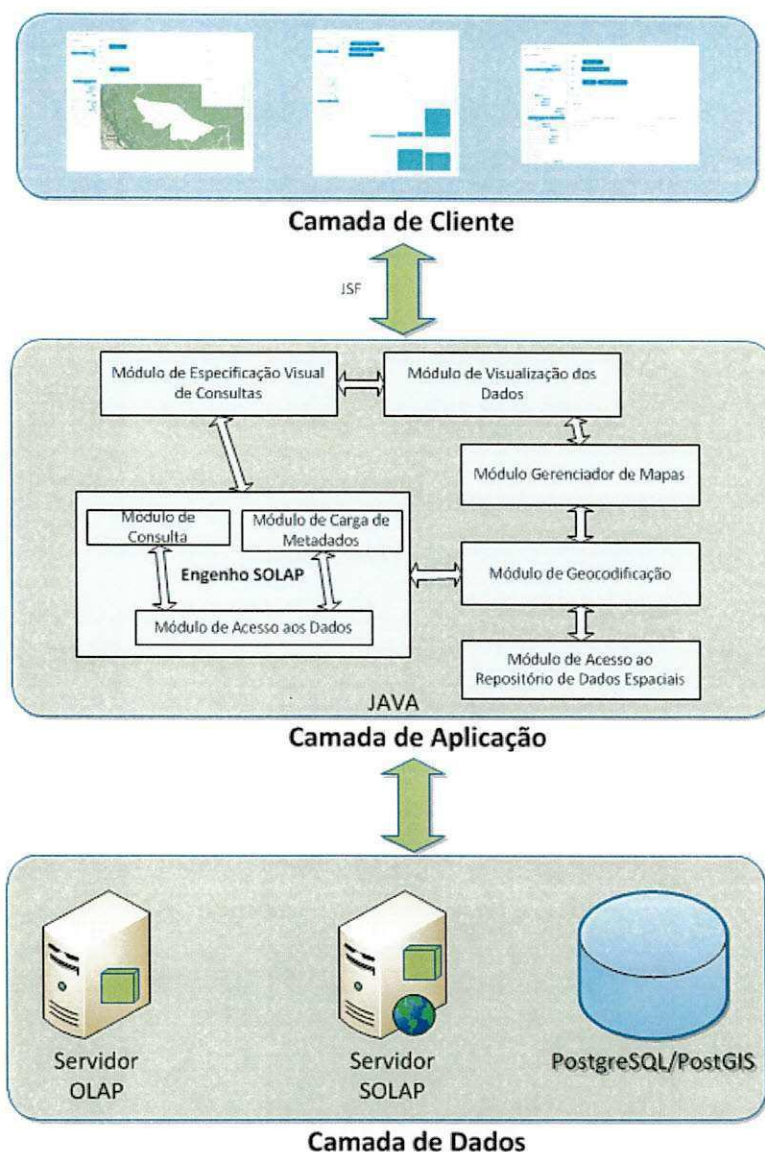 Camada de Cliente
JSF
Módulo de Especificação Visual
de Consultas
Módulo de Visualização dos
Dados
Módulo Gerenciador de Mapas
Modulo de
Consulta
Módulo de Carga de
Metadados
Engenho SOLAP
Módulo de Geocodificação
Módulo de Acesso aos Dados
Módulo de Acesso ao
Repositório de Dados Espaciais
JAVA
Camada de Aplicação
Servidor
OLAP
Servidor
SOLAP
PostgreSQL/PostGIS
Camada de Dados